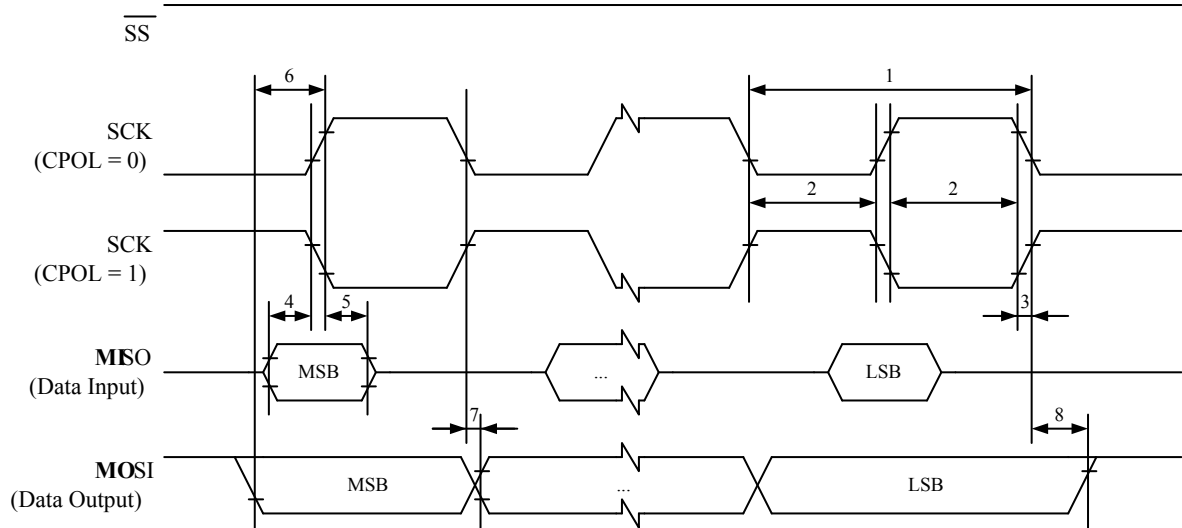 SS
6
1
SCK
(CPOL = 0)
2
2
SCK
(CPOL = 1)
4
5
3
MISO
(Data Input)
MSB
...
LSB
7
8
MOSI
(Data Output)
MSB
...
LSB